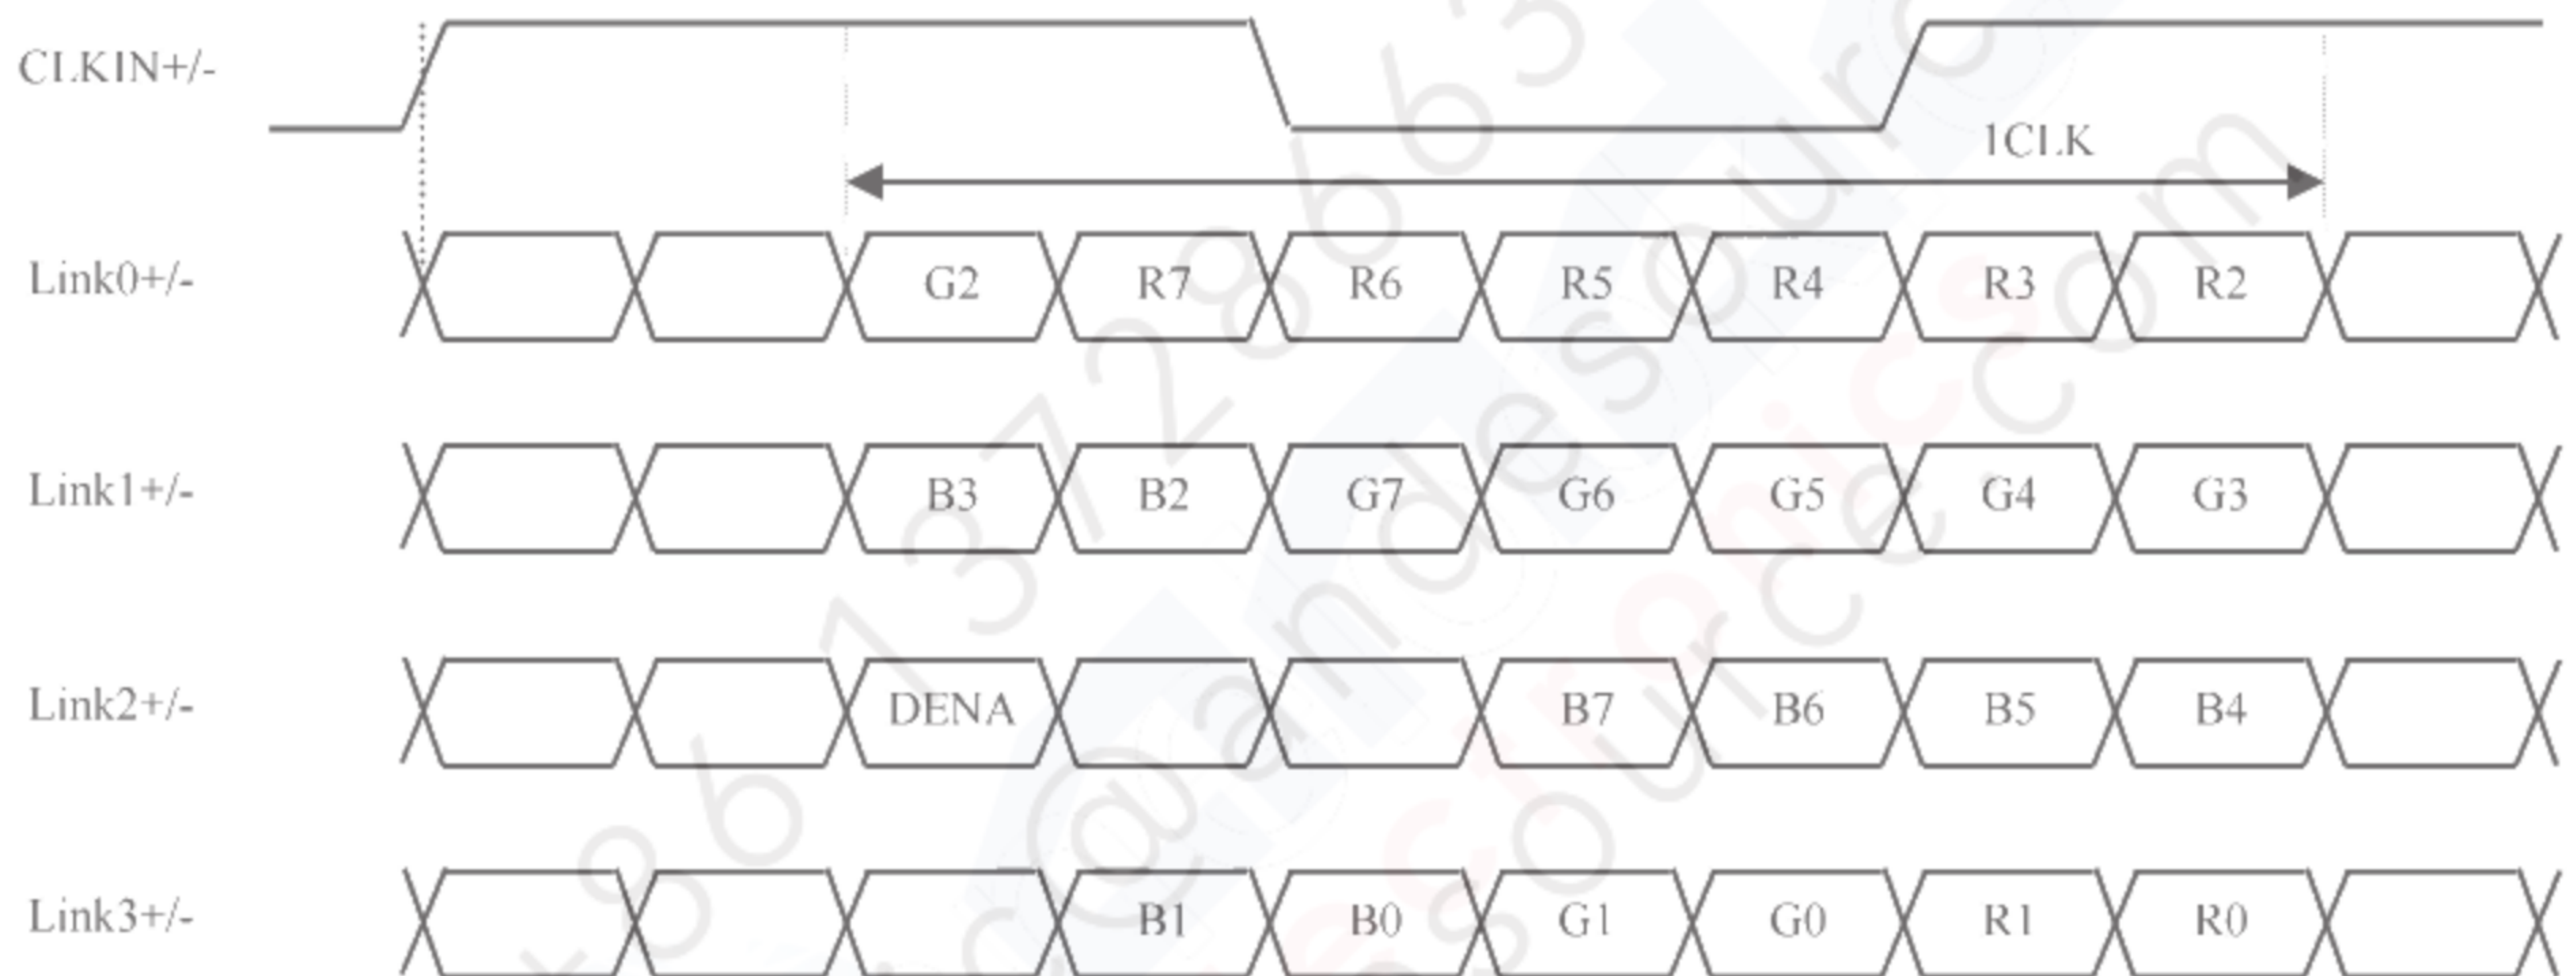 CLKIN+/-
1CLK
Link0+/- G2 R7 R6 R5 R4 R3 R2
Link1+/- B3 B2 G7 G6 G5 G4 G3
Link2+/- DENA B7 B6 B5 B4
Link3+/- B1 B0 G1 G0 R1 R0